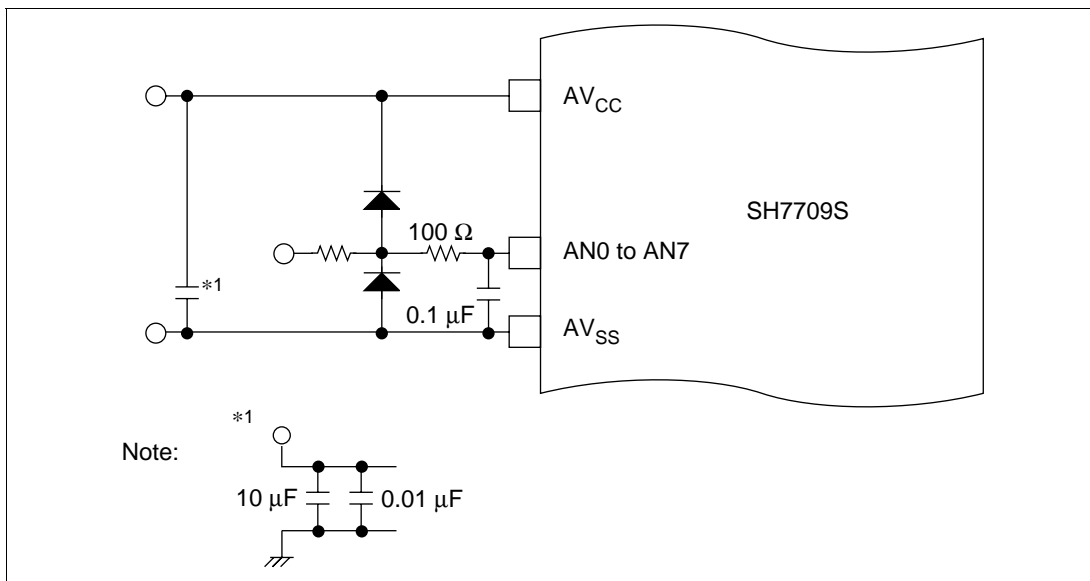 AVCC
SH7709S
100 Ω
AN0 to AN7
*1
0.1 μF
AVSS
*1
Note:
10 μF
0.01 μF